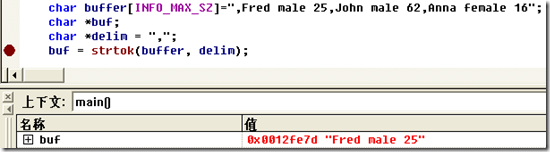 char buffer[INFO_MAX_SZ]=",Fred male 25,John male 62,Anna female 16";
char *buf;
char *delim = ",";
buf = strtok(buffer, delim);
上下文: main()
名称 值
buf 0x0012fe7d "Fred male 25"